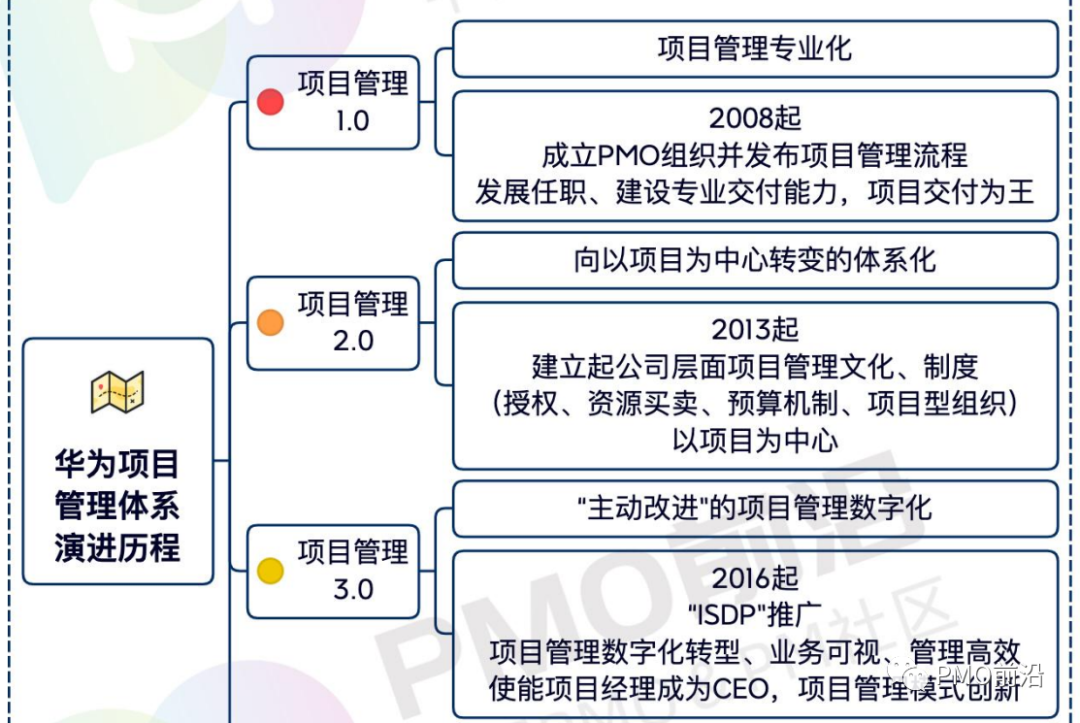 项目管理专业化
项目管理
1.0
2008起
成立PMO组织并发布项目管理流程
发展任职、建设专业交付能力，项目交付为王
向以项目为中心转变的体系化
项目管理
2.0
2013起
建立起公司层面项目管理文化、制度
（授权、资源买卖、预算机制、项目型组织）
以项目为中心
华为项目
管理体系
演进历程
“主动改进”的项目管理数字化
项目管理
3.0
2016起
“ISDP”推广
项目管理数字化转型、业务可视、管理高效
使能项目经理成为CEO，项目管理模式创新
PMO前沿
PMO前沿